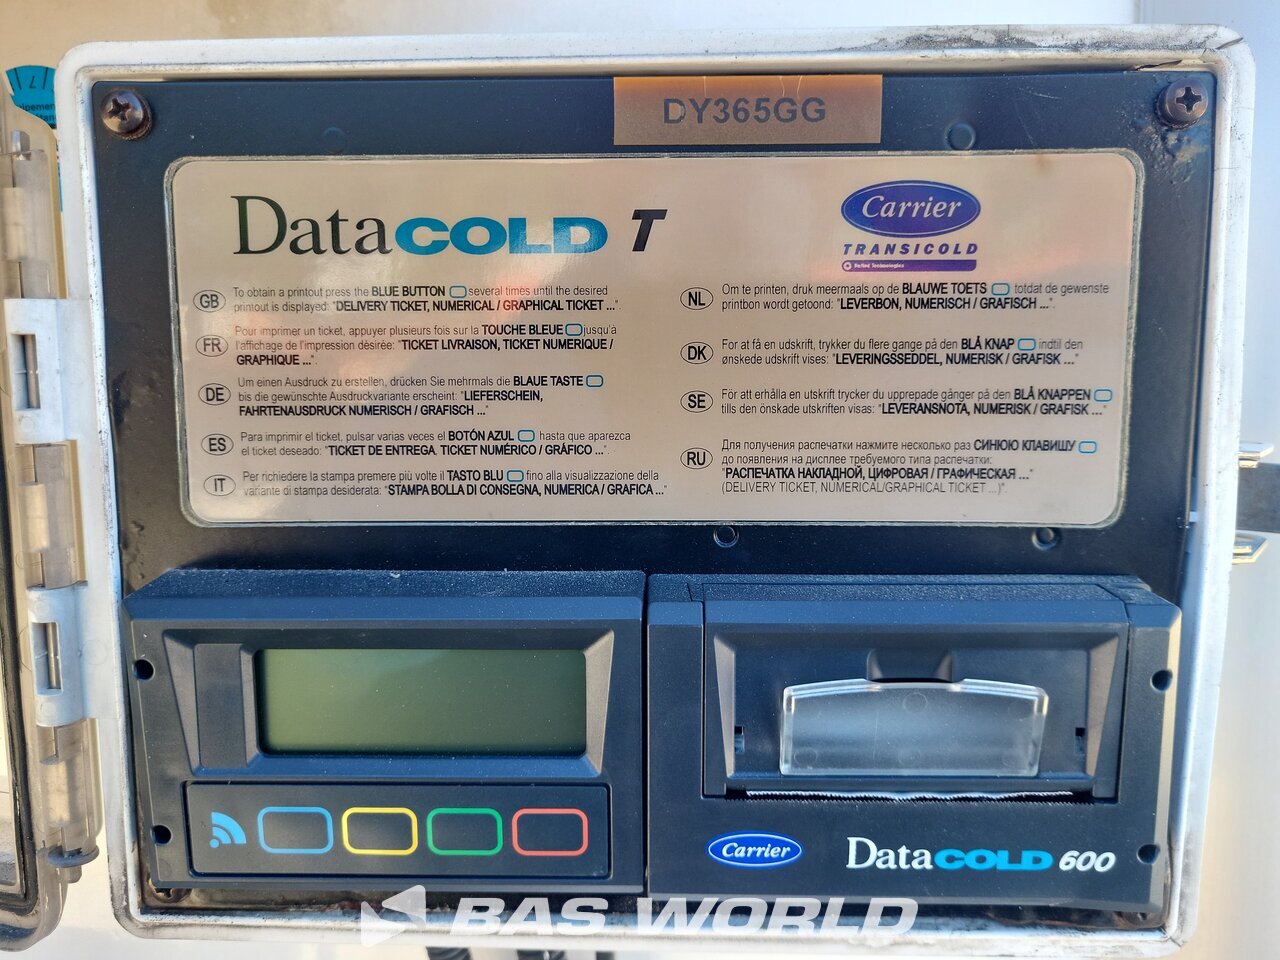 DY365GG
DataCOLD T
Carrier
TRANSICOLD
GB To obtain a printout press the BLUE BUTTON several times until the desired
printout is displayed: "DELIVERY TICKET, NUMERICAL / GRAPHICAL TICKET ...".
FR Pour imprimer un ticket, appuyer plusieurs fois sur la TOUCHE BLEUE jusqu'à
l'affichage de l'impression désirée: "TICKET LIVRAISON, TICKET NUMERIQUE /
GRAPHIQUE ...".
DE Um einen Ausdruck zu erstellen, drücken Sie mehrmals die BLAUE TASTE
bis die gewünschte Ausdruckvariante erscheint: "LIEFERSCHEIN,
FAHRTENAUSDRUCK NUMERISCH / GRAFISCH ..."
ES Para imprimir el ticket, pulsar varias veces el BOTÓN AZUL hasta que aparezca
el ticket deseado: "TICKET DE ENTREGA, TICKET NUMÉRICO / GRÁFICO ...".
IT Per richiedere la stampa premere più volte il TASTO BLU fino alla visualizzazione della
variante di stampa desiderata: "STAMPA BOLLA DI CONSEGNA, NUMERICA / GRAFICA ..."
NL Om te printen, druk meermaals op de BLAUWE TOETS totdat de gewenste
printbon wordt getoond: "LEVERBON, NUMERISCH / GRAFISCH ...".
DK For at få en udskrift, trykker du flere gange på den BLÅ KNAP indtil den
ønskede udskrift vises: "LEVERINGSSEDDEL, NUMERISK / GRAFISK ..."
SE För att erhålla en utskrift trycker du upprepade gånger på den BLÅ KNAPPEN
tills den önskade utskriften visas: "LEVERANSNOTA, NUMERISK / GRAFISK ..."
RU Для получения распечатки нажмите несколько раз СИНЮЮ КЛАВИШУ
до появления на дисплее требуемого типа распечатки:
"РАСПЕЧАТКА НАКЛАДНОЙ, ЦИФРОВАЯ / ГРАФИЧЕСКАЯ ..."
(DELIVERY TICKET, NUMERICAL/GRAPHICAL TICKET ...)".
Carrier
DataCOLD 600
BAS WORLD